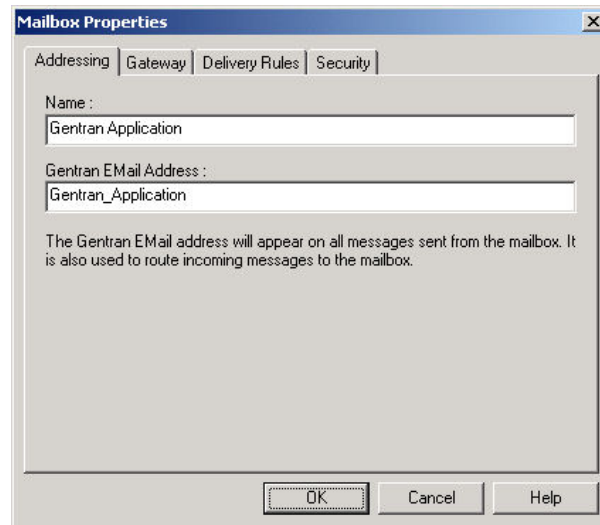 Mailbox Properties
Addressing
Gateway
Delivery Rules
Security
Name :
Gentran Application
Gentran EMail Address :
Gentran_Application
The Gentran EMail address will appear on all messages sent from the mailbox. It
is also used to route incoming messages to the mailbox.
OK
Cancel
Help